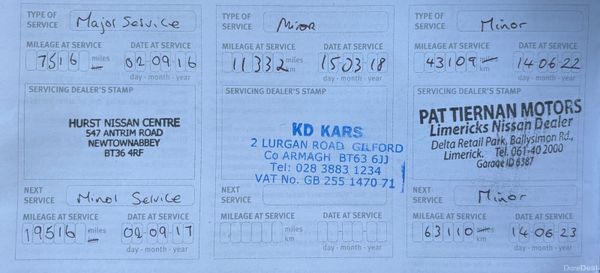 TYPE OF SERVICE Major Service
MILEAGE AT SERVICE DATE AT SERVICE
7516 miles km 02 09 16
day - month - year
SERVICING DEALER'S STAMP
HURST NISSAN CENTRE
547 ANTRIM ROAD
NEWTOWNABBEY
BT36 4RF
NEXT SERVICE Minor Service
MILEAGE AT SERVICE DATE AT SERVICE
19516 miles km 02 09 17
day - month - year
TYPE OF SERVICE Minor
MILEAGE AT SERVICE DATE AT SERVICE
11332 miles km 15 03 18
day - month - year
SERVICING DEALER'S STAMP
KD KARS
2 LURGAN ROAD GILFORD
Co ARMAGH BT63 6JJ
Tel: 028 3883 1234
VAT No. GB 255 1470 71
NEXT SERVICE
MILEAGE AT SERVICE DATE AT SERVICE
miles km
day - month - year
TYPE OF SERVICE Minor
MILEAGE AT SERVICE DATE AT SERVICE
43109 miles km 14 06 22
day - month - year
SERVICING DEALER'S STAMP
PAT TIERNAN MOTORS
Limericks Nissan Dealer
Delta Retail Park, Ballysimon Rd.,
Limerick. Tel. 061-40 2000
Garage ID 6387
NEXT SERVICE Minor
MILEAGE AT SERVICE DATE AT SERVICE
63110 miles km 14 06 23
day - month - year
DoneDeal